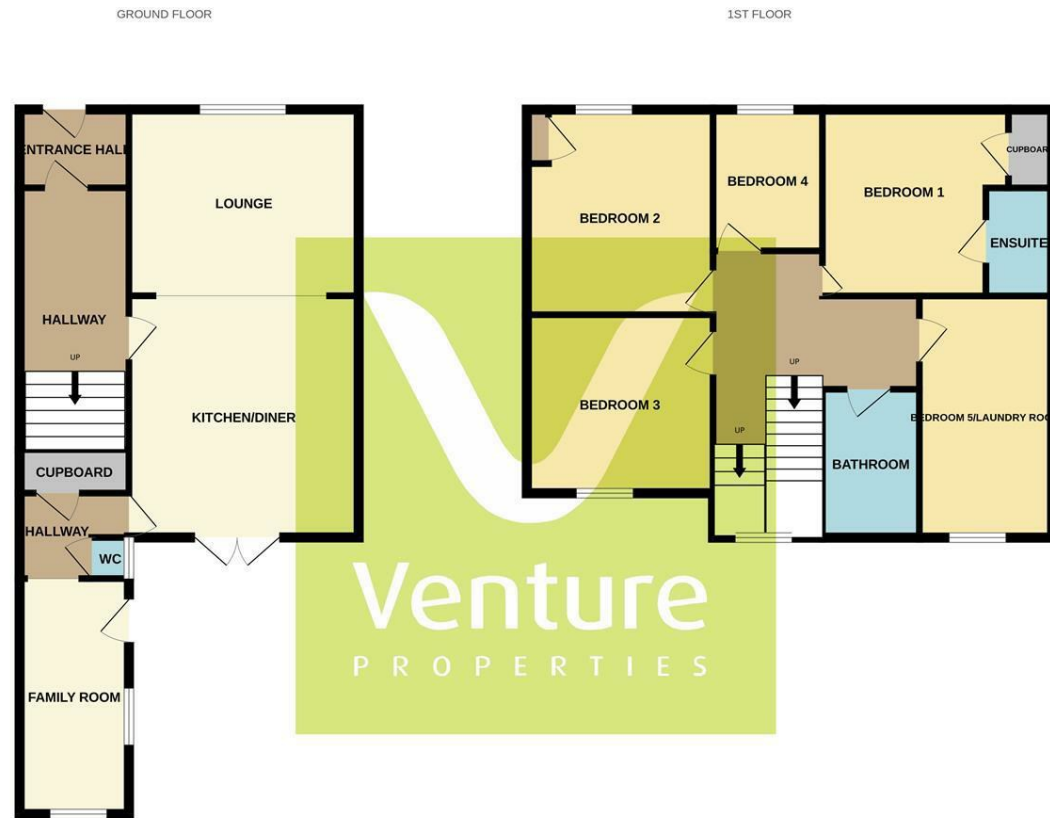 GROUND FLOOR
1ST FLOOR
ENTRANCE HALL
LOUNGE
HALLWAY
UP
KITCHEN/DINER
CUPBOARD
HALLWAY
WC
FAMILY ROOM
BEDROOM 2
BEDROOM 4
BEDROOM 1
CUPBOARD
ENSUITE
BEDROOM 3
UP
UP
BATHROOM
BEDROOM 5/LAUNDRY ROOM
Venture
PROPERTIES